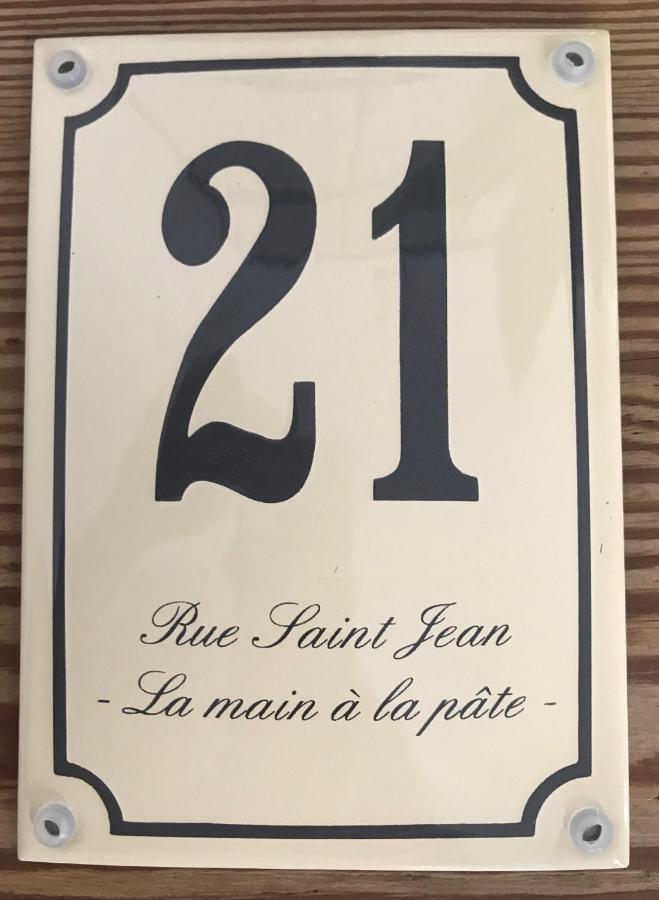 21
Rue Saint Jean
- La main à la pâte -